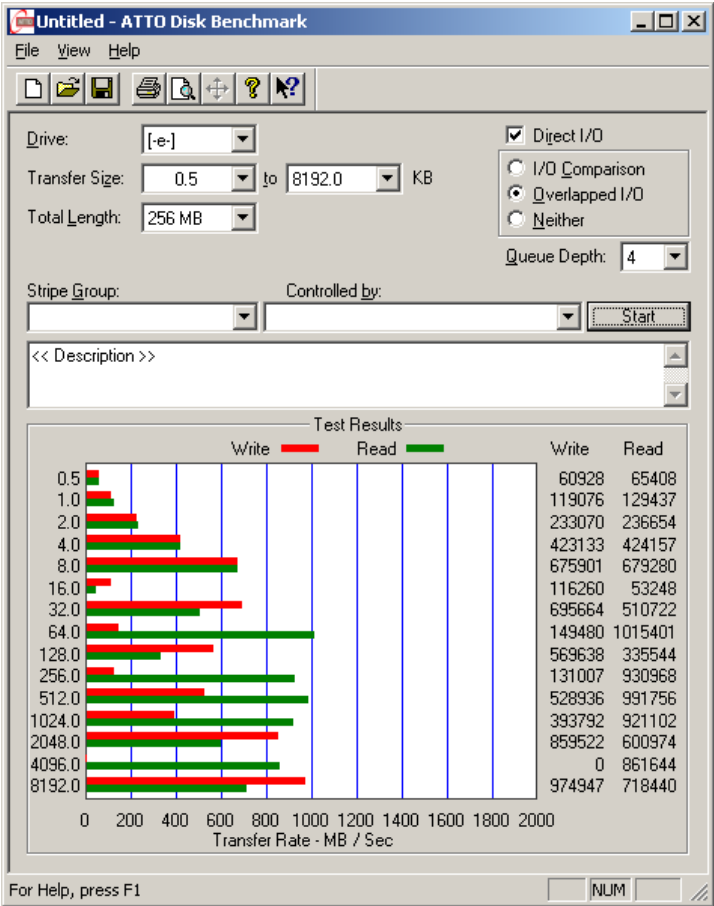 Untitled - ATTO Disk Benchmark
File View Help
Drive: [-e-]
Direct I/O
Transfer Size: 0.5 to 8192.0 KB
I/O Comparison
Overlapped I/O
Total Length: 256 MB
Neither
Queue Depth: 4
Stripe Group: Controlled by:
Start
<< Description >>
Test Results
Write Read Write Read
0.5 60928 65408
1.0 119076 129437
2.0 233070 236654
4.0 423133 424157
8.0 675901 679280
16.0 116260 53248
32.0 695664 510722
64.0 149480 1015401
128.0 569638 335544
256.0 131007 930968
512.0 528936 991756
1024.0 393792 921102
2048.0 859522 600974
4096.0 0 861644
8192.0 974947 718440
0 200 400 600 800 1000 1200 1400 1600 1800 2000
Transfer Rate - MB / Sec
For Help, press F1 NUM